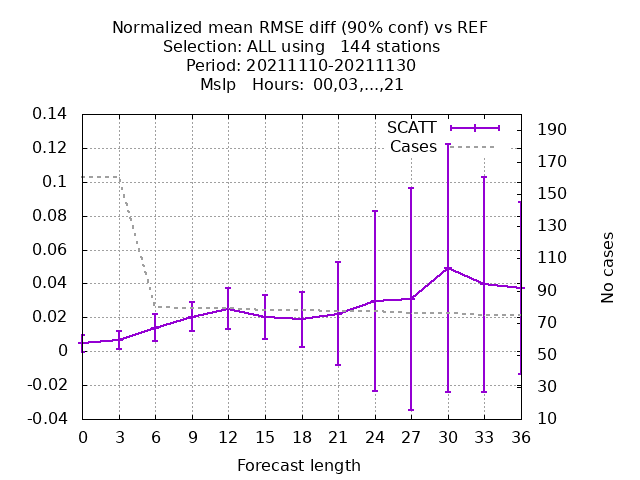 Normalized mean RMSE diff (90% conf) vs REF
Selection: ALL using   144 stations
Period: 20211110-20211130
Mslp   Hours:  00,03,...,21
SCATT
Cases
0.14
0.12
0.1
0.08
0.06
0.04
0.02
0
-0.02
-0.04
190
170
150
130
110
90
70
50
30
10
No cases
0 3 6 9 12 15 18 21 24 27 30 33 36
Forecast length